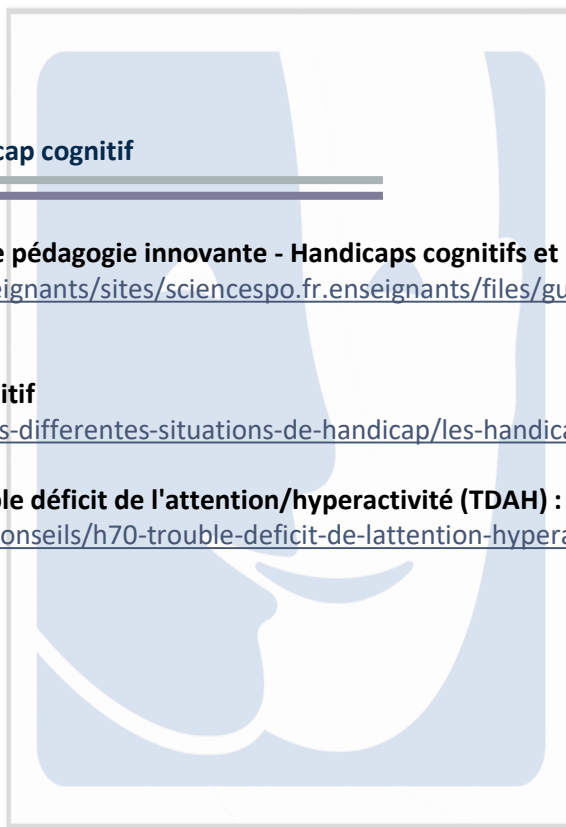 cap cognitif
e pédagogie innovante - Handicaps cognitifs et
eignants/sites/sciencespo.fr.enseignants/files/gu
itif
s-differentes-situations-de-handicap/les-handica
ble déficit de l'attention/hyperactivité (TDAH) :
onseils/h70-trouble-deficit-de-lattention-hypera